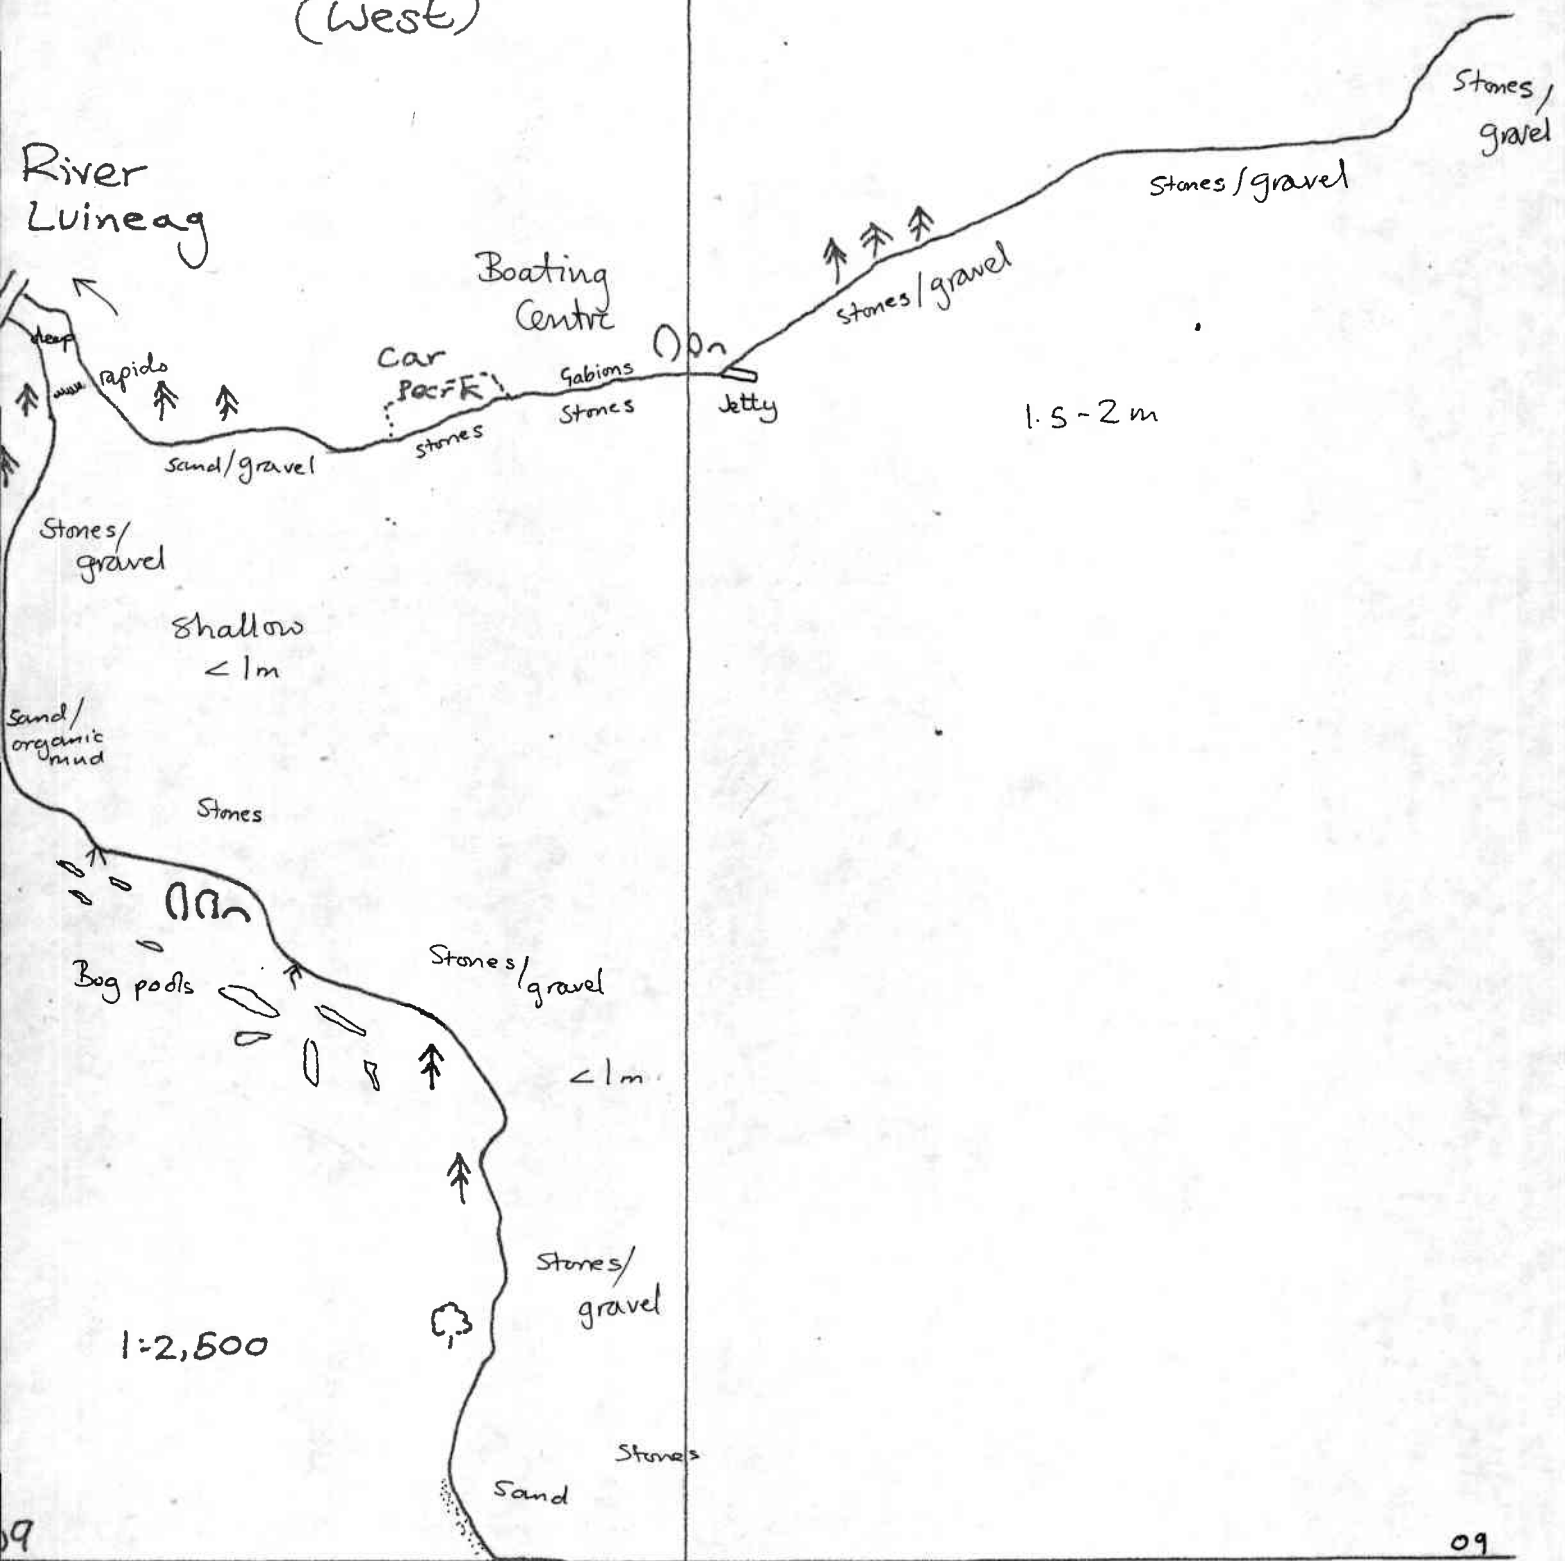 (West)
River
Luineag
deep
rapids
Car
Park
Boating
Centre
Gabions
Stones
stones
Jetty
sand/gravel
stones/gravel
Stones/gravel
Stones/
gravel
1.5-2m
Stones/
gravel
Shallow
<1m
Sand/
organic
mud
Stones
Bog pools
Stones/
gravel
<1m
Stones/
gravel
1:2,500
Stones
Sand
09
09